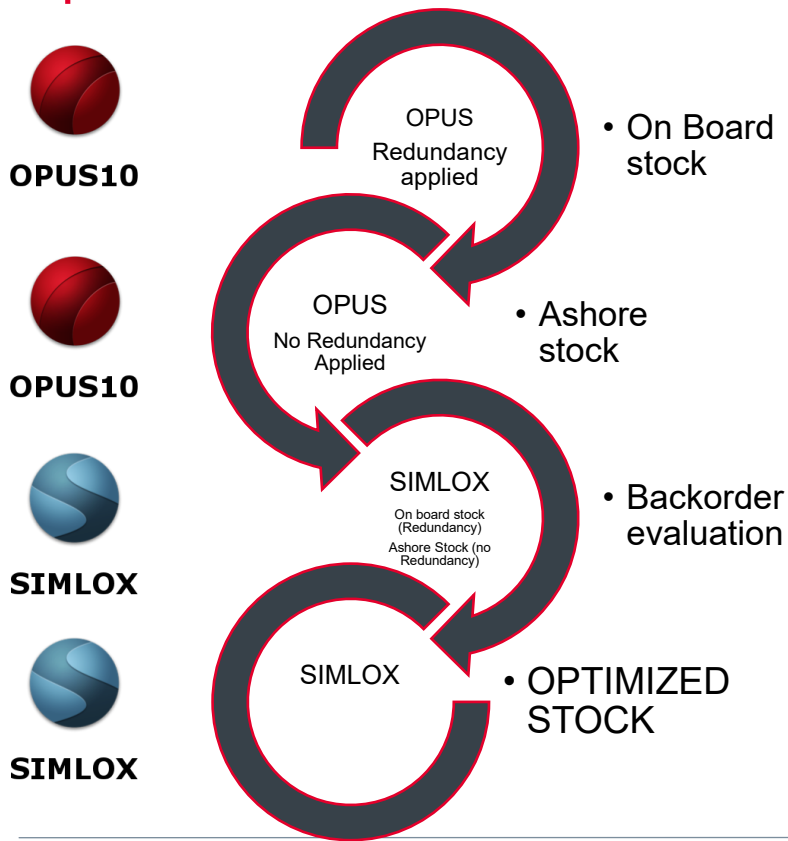 OPUS10
OPUS
Redundancy
applied
• On Board
stock
OPUS10
OPUS
No Redundancy
Applied
• Ashore
stock
SIMLOX
SIMLOX
On board stock
(Redundancy)
Ashore Stock (no
Redundancy)
• Backorder
evaluation
SIMLOX
SIMLOX
• OPTIMIZED
STOCK